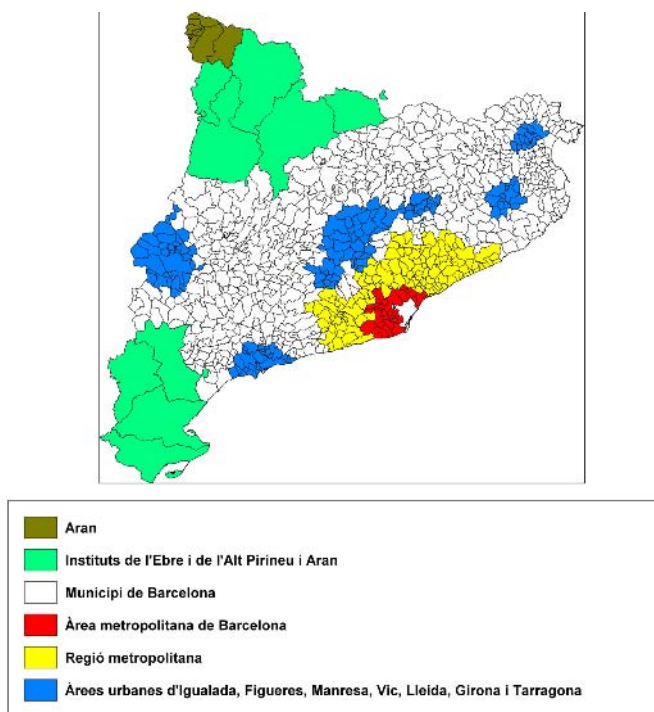 Aran
Instituts de l'Ebre i de l'Alt Pirineu i Aran
Municipi de Barcelona
Àrea metropolitana de Barcelona
Regió metropolitana
Àrees urbanes d'Igualada, Figueres, Manresa, Vic, Lleida, Girona i Tarragona